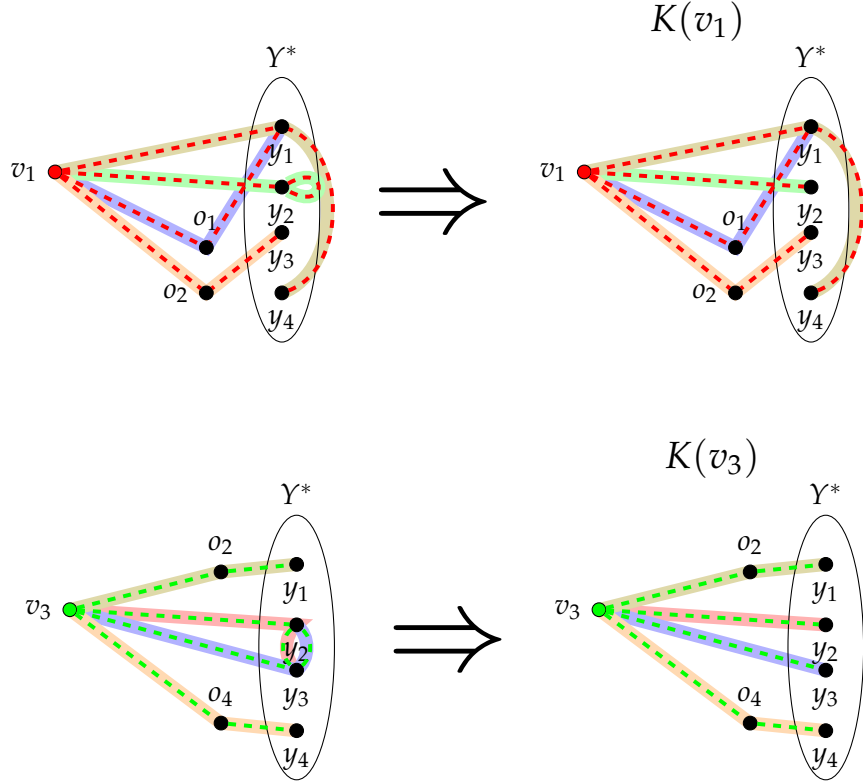 K(v₁)
Y*
Y*
v₁
y₁
o₁
y₂
o₂
y₃
y₄
v₁
y₁
o₁
y₂
o₂
y₃
y₄
K(v₃)
Y*
Y*
o₂
y₁
v₃
y₂
y₃
o₄
y₄
o₂
y₁
v₃
y₂
y₃
o₄
y₄